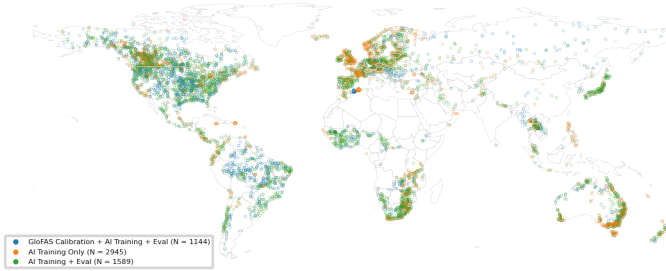 GloFAS Calibration + AI Training + Eval (N = 1144)
AI Training Only (N = 2945)
AI Training + Eval (N = 1589)